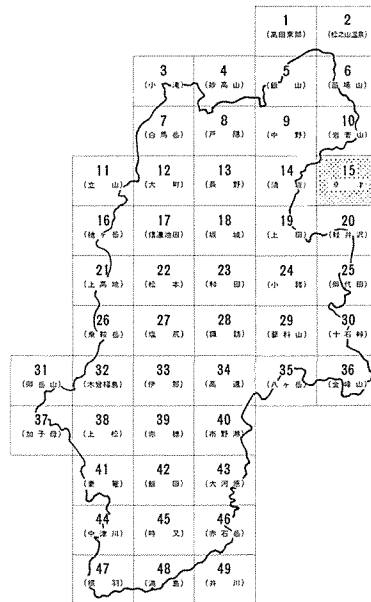 1 2
(高田東部) (松之山温泉)
3 4 5 6
(小滝) (妙高山) (飯山) (苗場山)
7 8 9 10
(白馬岳) (戸隠) (中野) (岩菅山)
11 12 13 14 15
(立山) (大町) (長野) (須坂) (草津)
16 17 18 19 20
(槍ヶ岳) (信濃池田) (坂城) (上田) (軽井沢)
21 22 23 24 25
(上高地) (松本) (和田) (小諸) (御代田)
26 27 28 29 30
(乗鞍岳) (塩尻) (諏訪) (蓼科山) (十石峠)
31 32 33 34 35 36
(御岳山) (木曽福島) (伊那) (高遠) (八ヶ岳) (金峰山)
37 38 39 40
(加子母) (上松) (赤穂) (市野瀬)
41 42 43
(妻籠) (飯田) (大河原)
44 45 46
(中津川) (時又) (赤石岳)
47 48 49
(根羽) (満島) (井川)